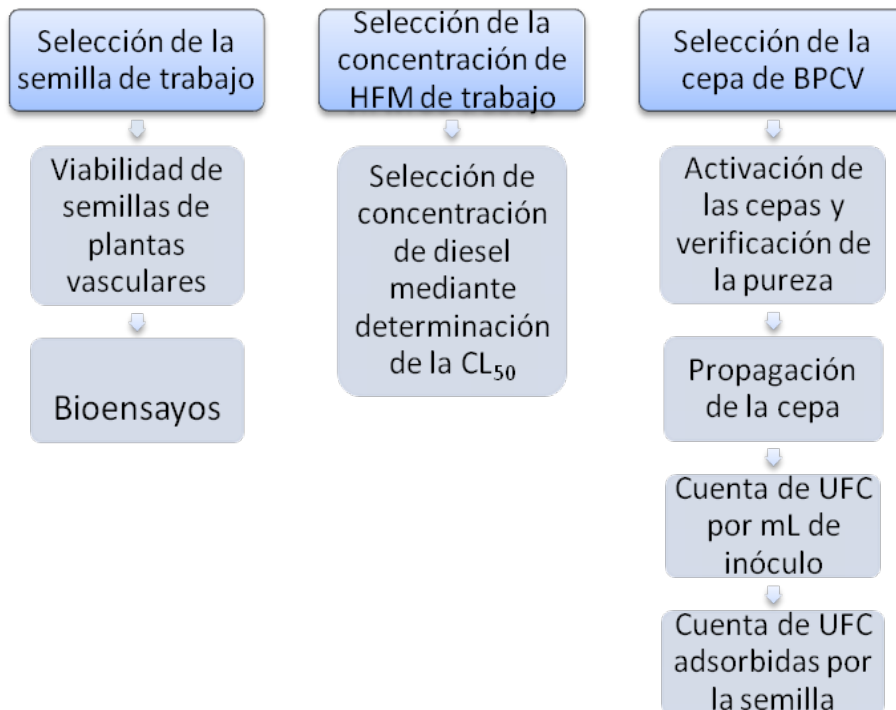 Selección de la
semilla de trabajo
Viabilidad de
semillas de
plantas
vasculares
Bioensayos
Selección de la
concentración de
HFM de trabajo
Selección de
concentración
de diesel
mediante
determinación
de la CL₅₀
Selección de la
cepa de BPCV
Activación de
las cepas y
verificación de
la pureza
Propagación
de la cepa
Cuenta de UFC
por mL de
inóculo
Cuenta de UFC
adsorbidas por
la semilla